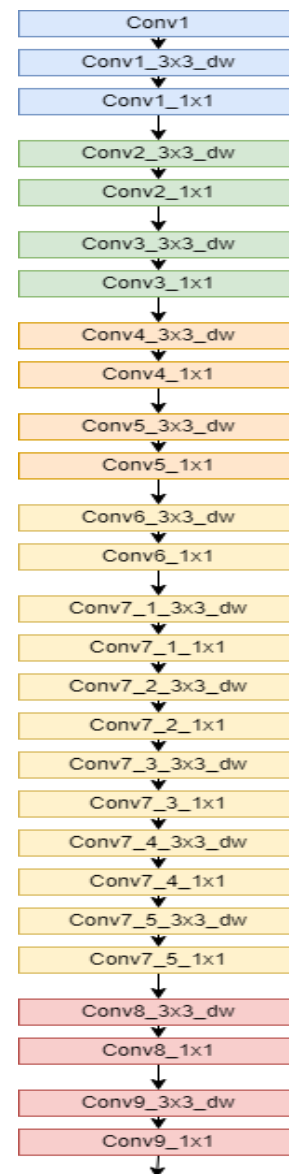 Conv1
Conv1_3x3_dw
Conv1_1x1
Conv2_3x3_dw
Conv2_1x1
Conv3_3x3_dw
Conv3_1x1
Conv4_3x3_dw
Conv4_1x1
Conv5_3x3_dw
Conv5_1x1
Conv6_3x3_dw
Conv6_1x1
Conv7_1_3x3_dw
Conv7_1_1x1
Conv7_2_3x3_dw
Conv7_2_1x1
Conv7_3_3x3_dw
Conv7_3_1x1
Conv7_4_3x3_dw
Conv7_4_1x1
Conv7_5_3x3_dw
Conv7_5_1x1
Conv8_3x3_dw
Conv8_1x1
Conv9_3x3_dw
Conv9_1x1